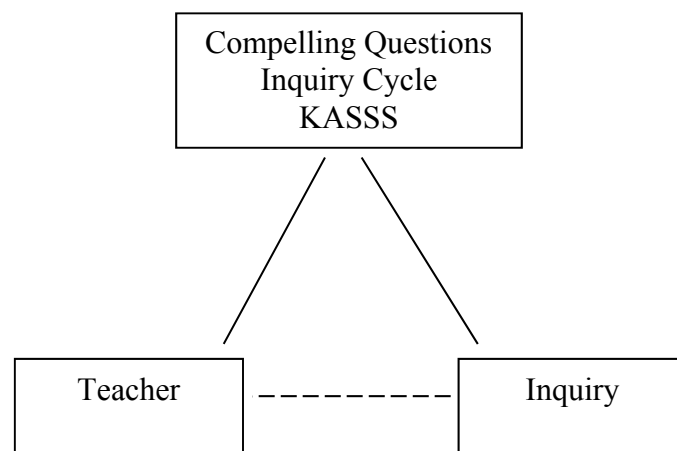 Compelling Questions
Inquiry Cycle
KASSS
Teacher
Inquiry